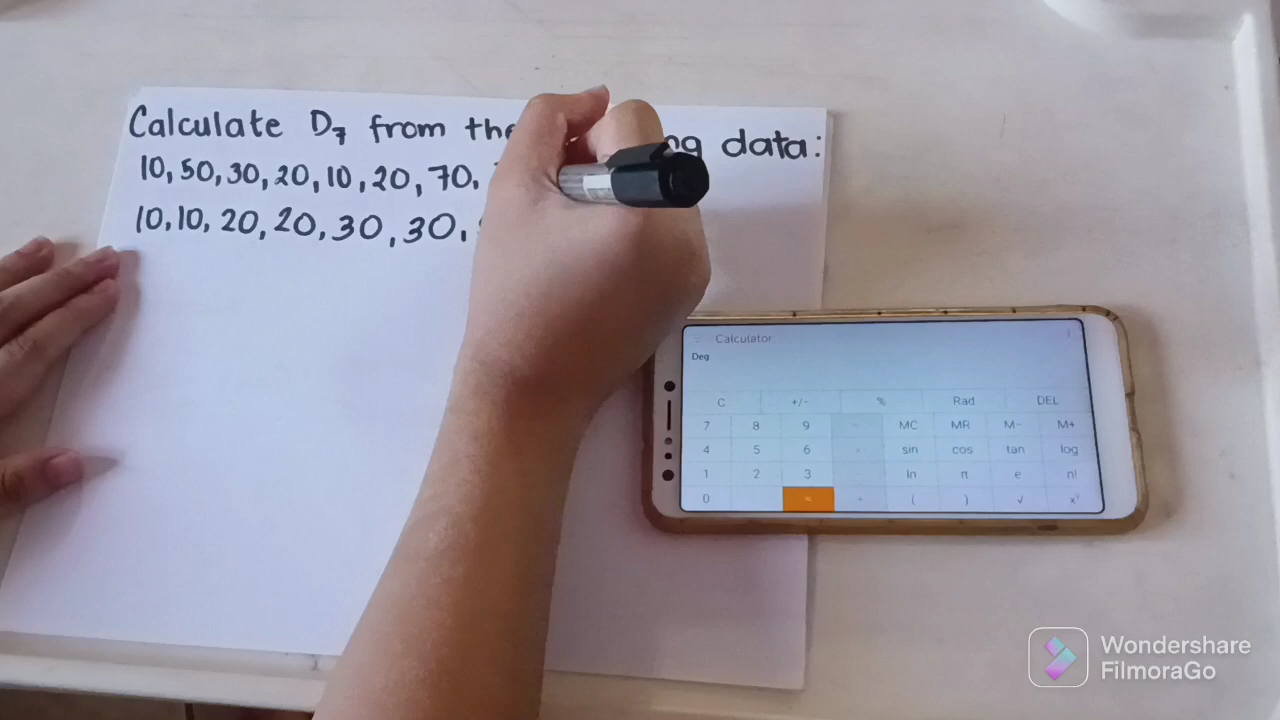 Calculate D₇ from the data:
10, 50, 30, 20, 10, 20, 70,
10, 10, 20, 20, 30, 30,
Calculator
Deg
C +/- % Rad DEL
7 8 9 MC MR M- M+
4 5 6 sin cos tan log
1 2 3 ln π e n!
0 = + ( ) √ xʸ
Wondershare
FilmoraGo